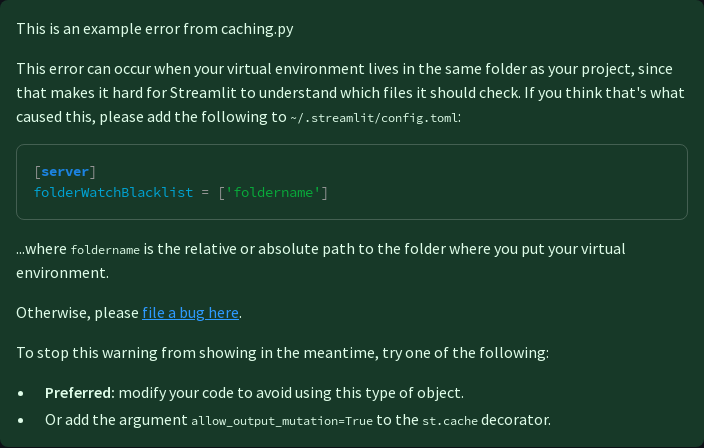 This is an example error from caching.py
This error can occur when your virtual environment lives in the same folder as your project, since
that makes it hard for Streamlit to understand which files it should check. If you think that's what
caused this, please add the following to ~/.streamlit/config.toml:
[server]
folderWatchBlacklist = ['foldername']
...where foldername is the relative or absolute path to the folder where you put your virtual
environment.
Otherwise, please file a bug here.
To stop this warning from showing in the meantime, try one of the following:
• Preferred: modify your code to avoid using this type of object.
• Or add the argument allow_output_mutation=True to the st.cache decorator.